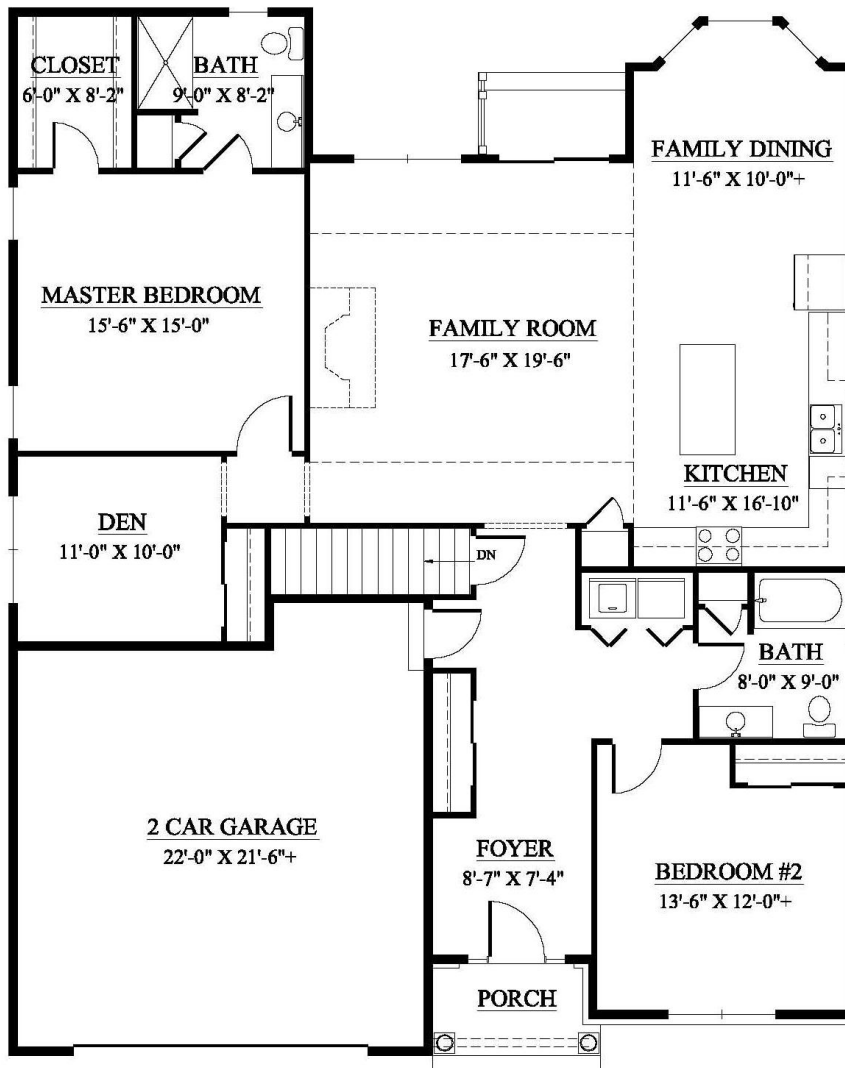 CLOSET
6'-0" X 8'-2"
BATH
9'-0" X 8'-2"
FAMILY DINING
11'-6" X 10'-0"+
MASTER BEDROOM
15'-6" X 15'-0"
FAMILY ROOM
17'-6" X 19'-6"
KITCHEN
11'-6" X 16'-10"
DEN
11'-0" X 10'-0"
DN
BATH
8'-0" X 9'-0"
2 CAR GARAGE
22'-0" X 21'-6"+
FOYER
8'-7" X 7'-4"
BEDROOM #2
13'-6" X 12'-0"+
PORCH